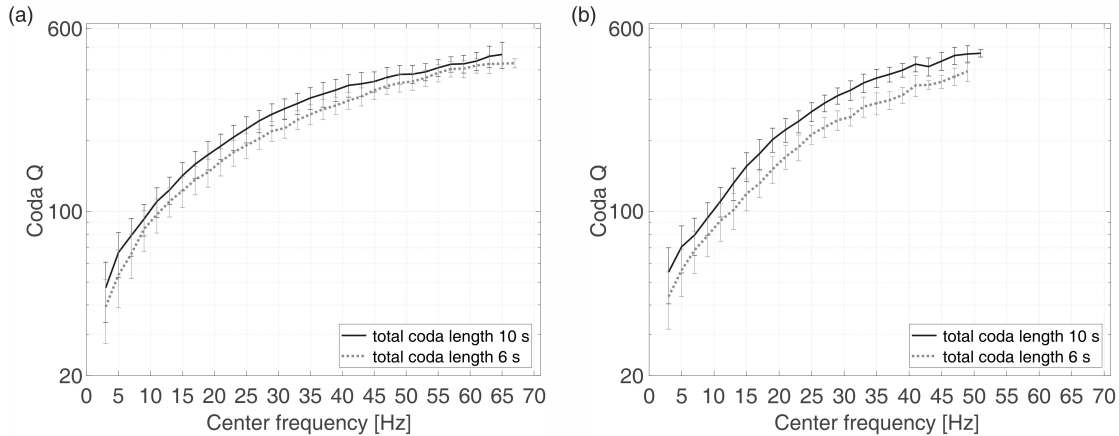 (a)
600
100
20
Coda Q
total coda length 10 s
total coda length 6 s
0 5 10 15 20 25 30 35 40 45 50 55 60 65 70
Center frequency [Hz]
(b)
600
100
20
Coda Q
total coda length 10 s
total coda length 6 s
0 5 10 15 20 25 30 35 40 45 50 55 60 65 70
Center frequency [Hz]